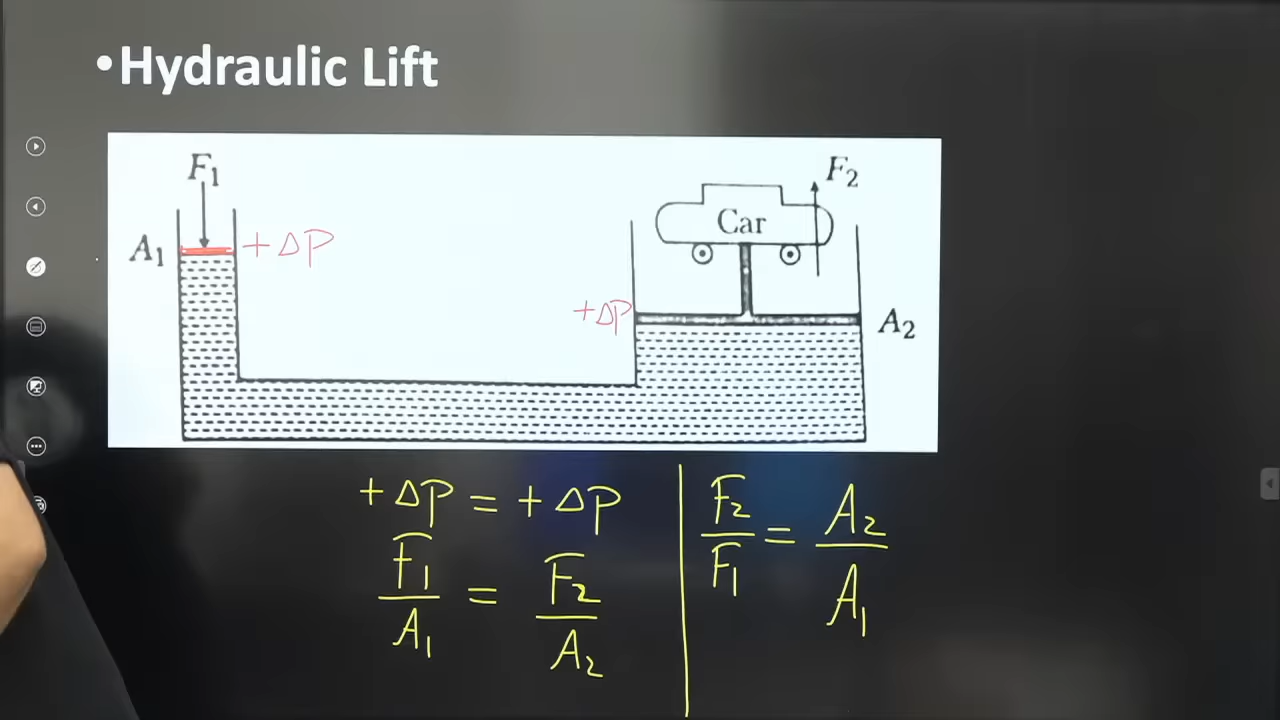 •Hydraulic Lift
F₁
F₂
Car
A₁
+ΔP
+ΔP
A₂
+ΔP = +ΔP
F₁/A₁ = F₂/A₂
F₂/F₁ = A₂/A₁